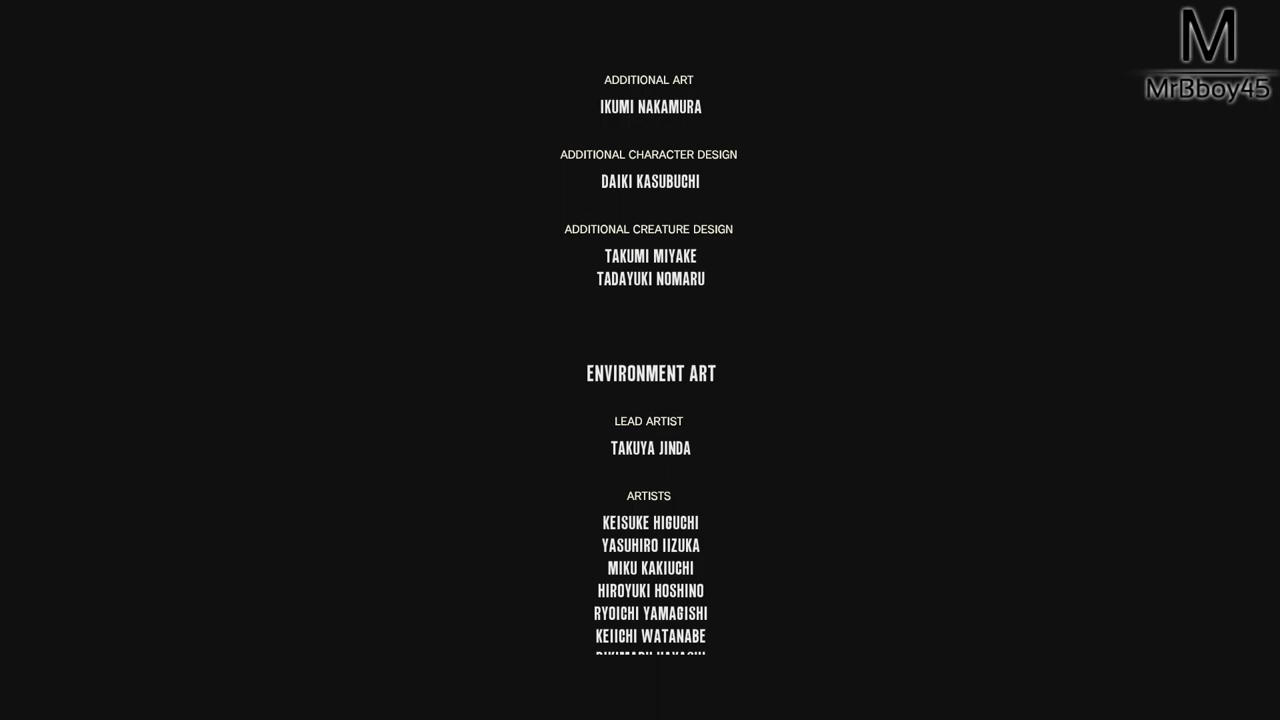 M
MrBboy45
ADDITIONAL ART
IKUMI NAKAMURA
ADDITIONAL CHARACTER DESIGN
DAIKI KASUBUCHI
ADDITIONAL CREATURE DESIGN
TAKUMI MIYAKE
TADAYUKI NOMARU
ENVIRONMENT ART
LEAD ARTIST
TAKUYA JINDA
ARTISTS
KEISUKE HIGUCHI
YASUHIRO IIZUKA
MIKU KAKIUCHI
HIROYUKI HOSHINO
RYOICHI YAMAGISHI
KEIICHI WATANABE